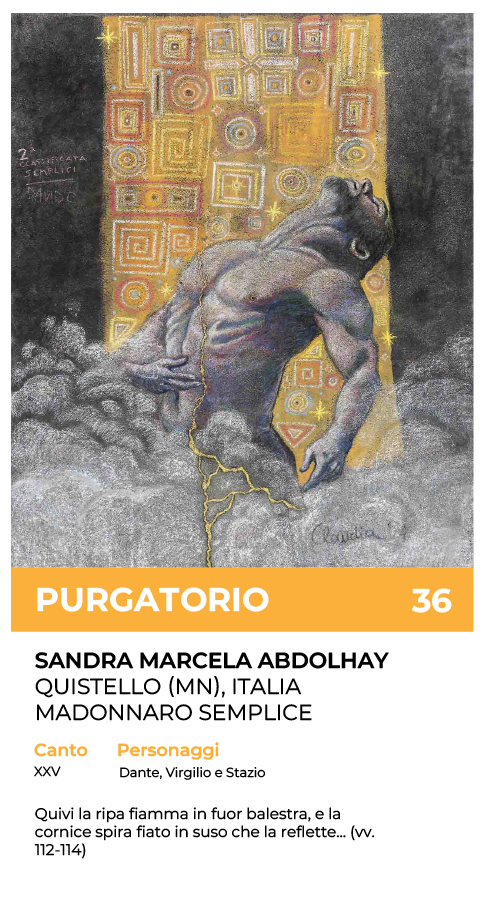 2a
CLASSIFICATA
SEMPLICI
Claudia
PURGATORIO 36
SANDRA MARCELA ABDOLHAY
QUISTELLO (MN), ITALIA
MADONNARO SEMPLICE
Canto Personaggi
XXV Dante, Virgilio e Stazio
Quivi la ripa fiamma in fuor balestra, e la
cornice spira fiato in suso che la reflette... (vv.
112-114)